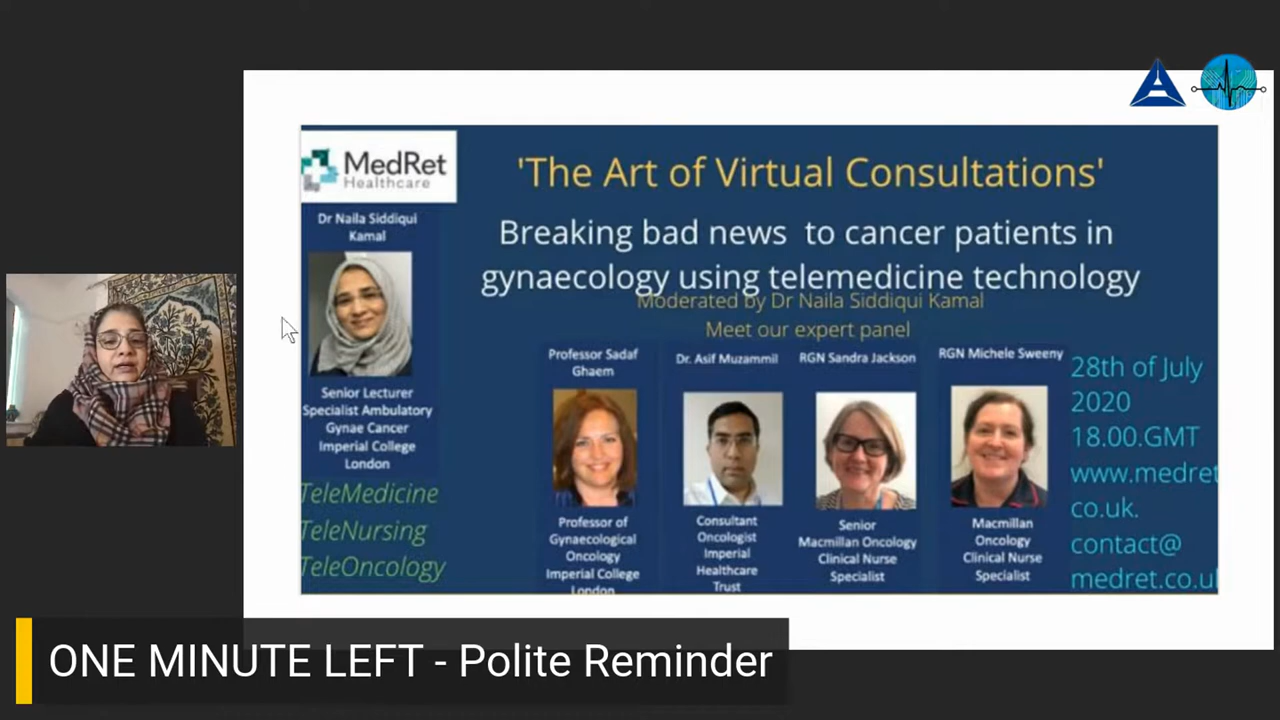 MedRet
Healthcare
'The Art of Virtual Consultations'
Breaking bad news to cancer patients in
gynaecology using telemedicine technology
Moderated by Dr Naila Siddiqui Kamal
Meet our expert panel
Dr Naila Siddiqui
Kamal
Senior Lecturer
Specialist Ambulatory
Gynae Cancer
Imperial College
London
TeleMedicine
TeleNursing
TeleOncology
Professor Sadaf
Ghaem
Professor of
Gynaecological
Oncology
Imperial College
London
Dr. Asif Muzammil
Consultant
Oncologist
Imperial
Healthcare
Trust
RGN Sandra Jackson
Senior
Macmillan Oncology
Clinical Nurse
Specialist
RGN Michele Sweeny
Macmillan
Oncology
Clinical Nurse
Specialist
28th of July
2020
18.00.GMT
www.medret
co.uk.
contact@
medret.co.uk
ONE MINUTE LEFT - Polite Reminder